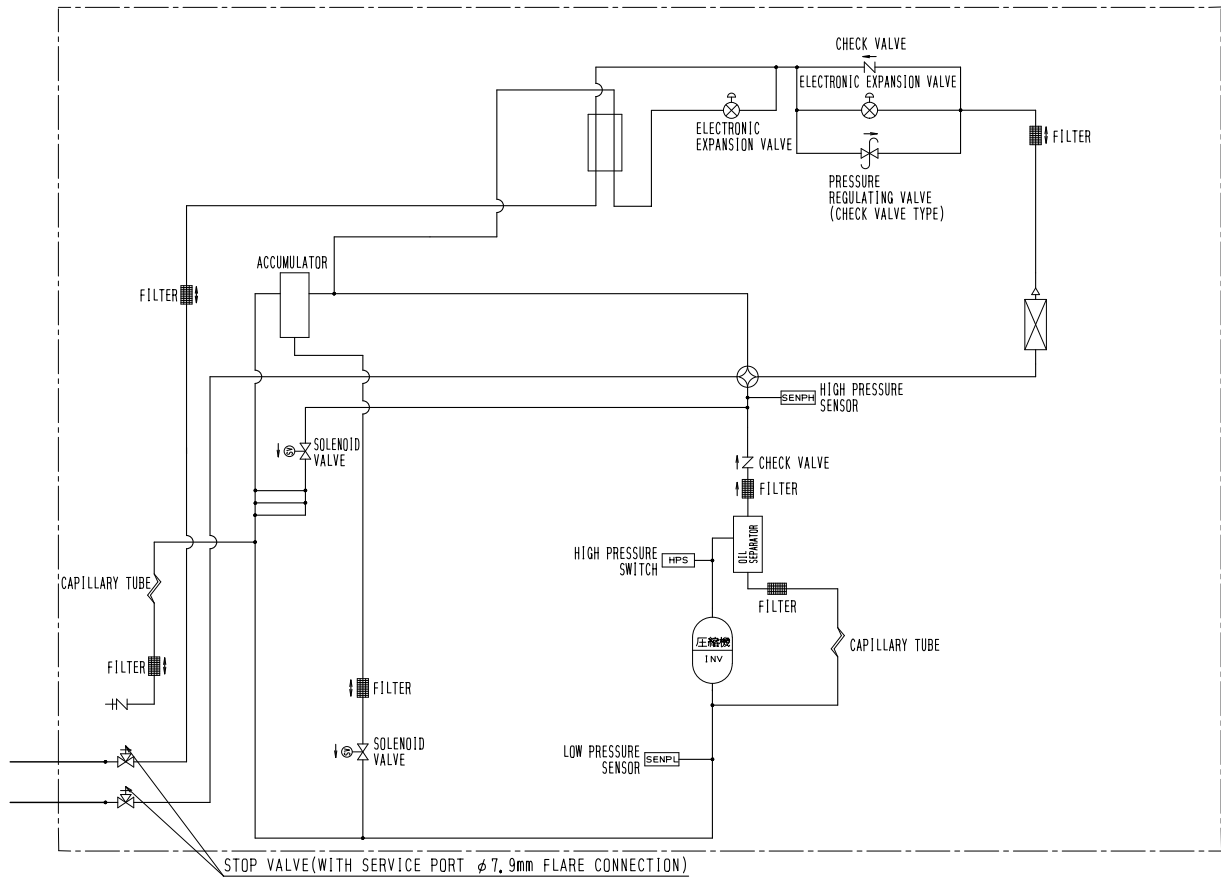 CHECK VALVE
ELECTRONIC EXPANSION VALVE
ELECTRONIC
EXPANSION VALVE
FILTER
PRESSURE
REGULATING VALVE
(CHECK VALVE TYPE)
ACCUMULATOR
FILTER
SENPH
HIGH PRESSURE
SENSOR
SV
SOLENOID
VALVE
CHECK VALVE
FILTER
OIL
SEPARATOR
HIGH PRESSURE
SWITCH
HPS
CAPILLARY TUBE
FILTER
圧縮機
INV
CAPILLARY TUBE
FILTER
FILTER
SV
SOLENOID
VALVE
LOW PRESSURE
SENSOR
SENPL
STOP VALVE(WITH SERVICE PORT φ7.9mm FLARE CONNECTION)